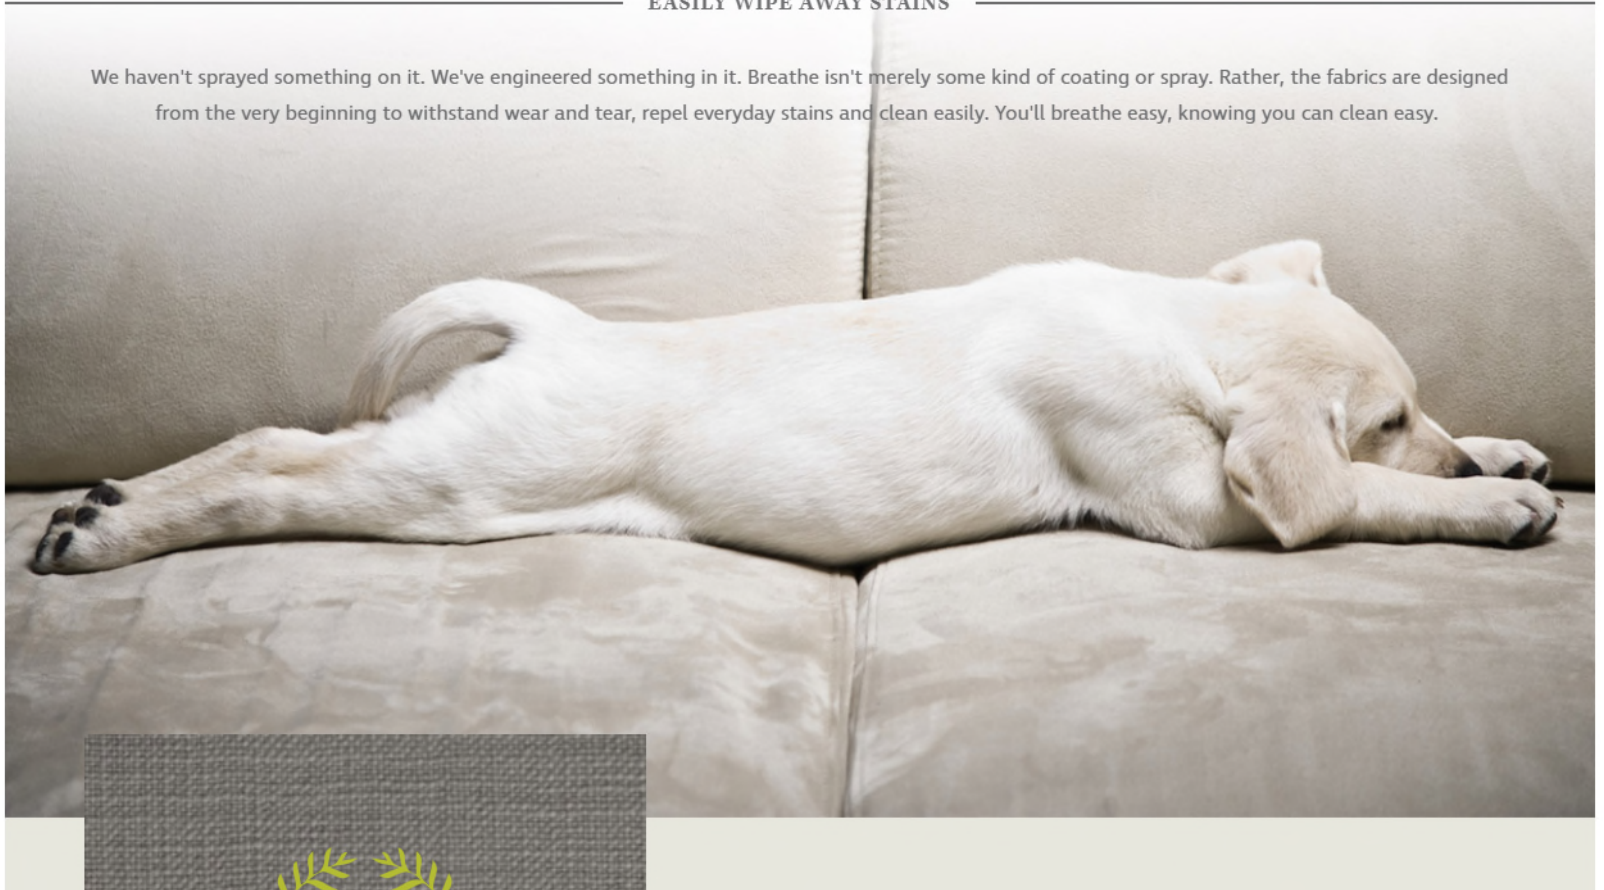 EASILY WIPE AWAY STAINS
We haven't sprayed something on it. We've engineered something in it. Breathe isn't merely some kind of coating or spray. Rather, the fabrics are designed
from the very beginning to withstand wear and tear, repel everyday stains and clean easily. You'll breathe easy, knowing you can clean easy.